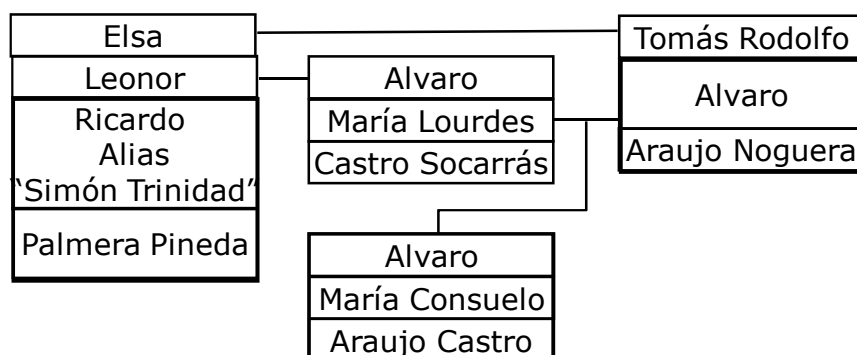 Elsa
Leonor
Ricardo
Alias
“Simón Trinidad”
Palmera Pineda
Alvaro
María Lourdes
Castro Socarrás
Tomás Rodolfo
Alvaro
Araujo Noguera
Alvaro
María Consuelo
Araujo Castro